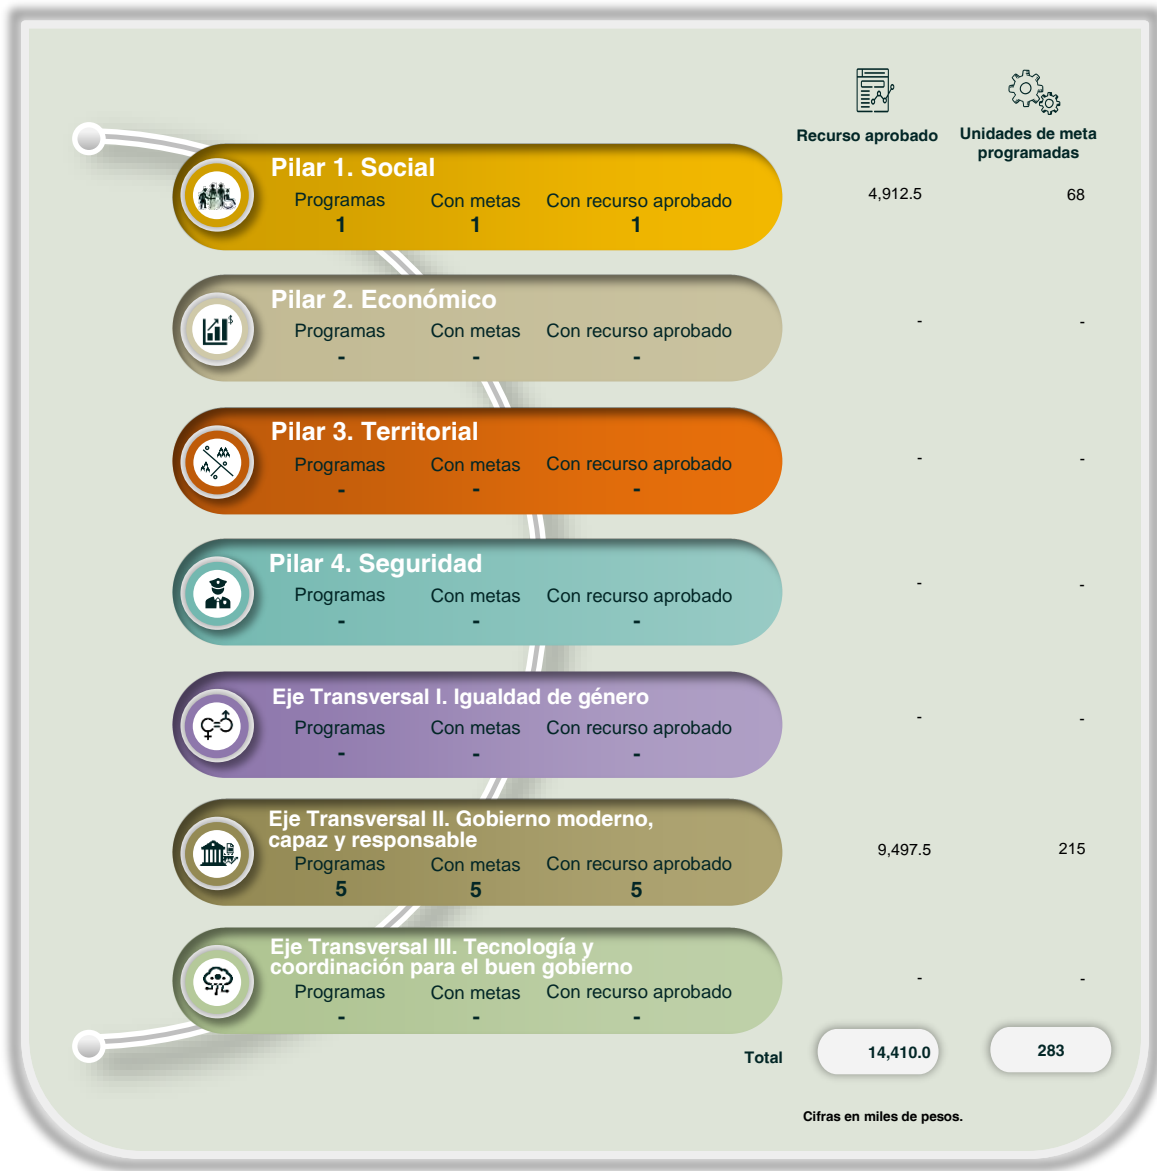 Recurso aprobado
Unidades de meta
programadas
Pilar 1. Social
Programas Con metas Con recurso aprobado
1 1 1
4,912.5 68
Pilar 2. Económico
Programas Con metas Con recurso aprobado
- - -
- -
Pilar 3. Territorial
Programas Con metas Con recurso aprobado
- - -
- -
Pilar 4. Seguridad
Programas Con metas Con recurso aprobado
- - -
- -
Eje Transversal I. Igualdad de género
Programas Con metas Con recurso aprobado
- - -
- -
Eje Transversal II. Gobierno moderno,
capaz y responsable
Programas Con metas Con recurso aprobado
5 5 5
9,497.5 215
Eje Transversal III. Tecnología y
coordinación para el buen gobierno
Programas Con metas Con recurso aprobado
- - -
- -
Total 14,410.0 283
Cifras en miles de pesos.